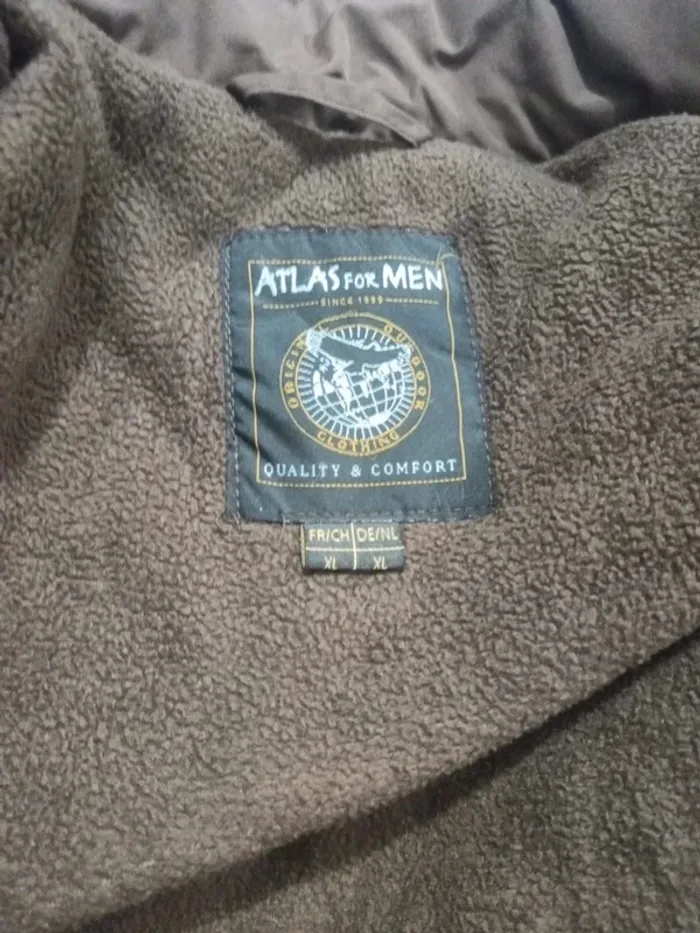 ATLAS FOR MEN
SINCE 1999
ORIGINAL OUTDOOR
CLOTHING
QUALITY & COMFORT
FR/CH DE/NL
XL XL